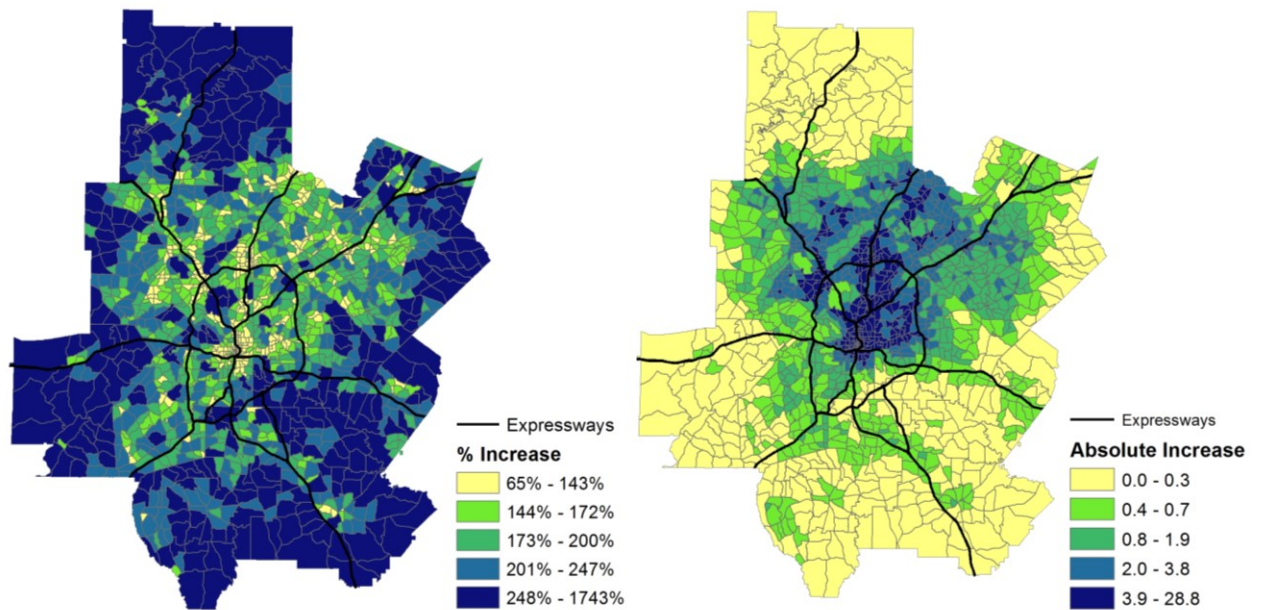 Expressways
% Increase
65% - 143%
144% - 172%
173% - 200%
201% - 247%
248% - 1743%
Expressways
Absolute Increase
0.0 - 0.3
0.4 - 0.7
0.8 - 1.9
2.0 - 3.8
3.9 - 28.8